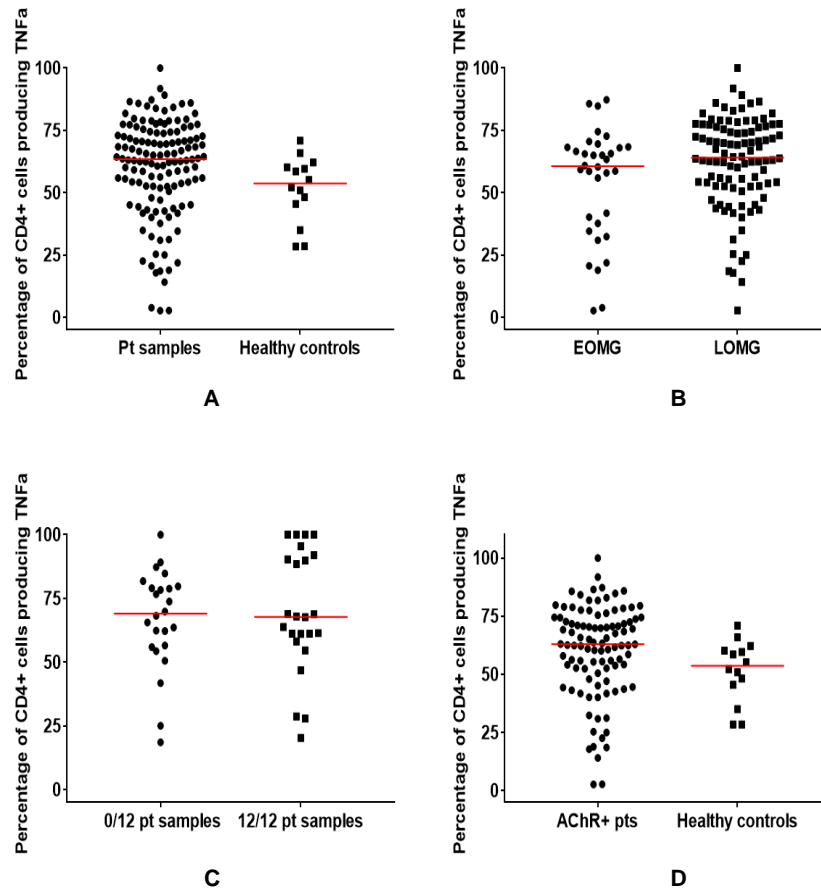 Percentage of CD4+ cells producing TNFa
100
75
50
25
0
Pt samples Healthy controls
A
Percentage of CD4+ cells producing TNFa
100
75
50
25
0
EOMG LOMG
B
Percentage of CD4+ cells producing TNFa
100
75
50
25
0
0/12 pt samples 12/12 pt samples
C
Percentage of CD4+ cells producing TNFa
100
75
50
25
0
AChR+ pts Healthy controls
D